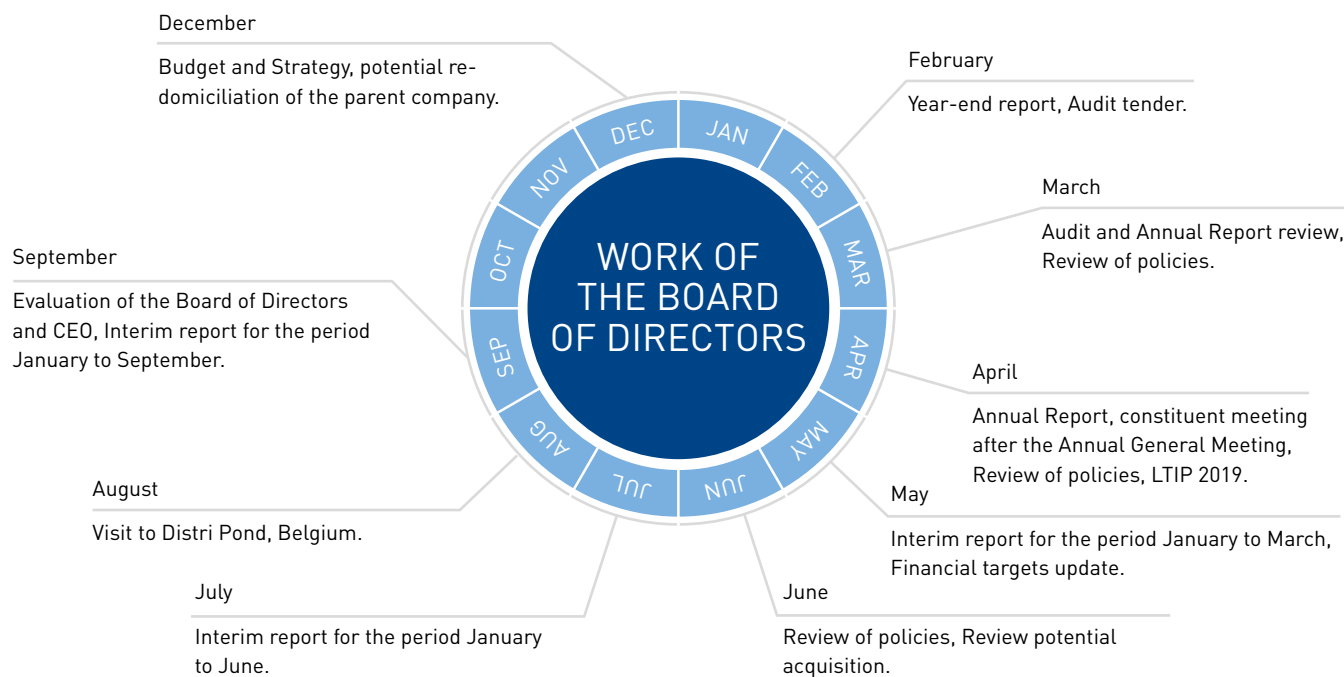 December
Budget and Strategy, potential re-
domiciliation of the parent company.
February
Year-end report, Audit tender.
March
Audit and Annual Report review,
Review of policies.
April
Annual Report, constituent meeting
after the Annual General Meeting,
Review of policies, LTIP 2019.
May
Interim report for the period January to March,
Financial targets update.
June
Review of policies, Review potential
acquisition.
July
Interim report for the period January
to June.
August
Visit to Distri Pond, Belgium.
September
Evaluation of the Board of Directors
and CEO, Interim report for the period
January to September.
JAN
FEB
MAR
APR
MAY
JUN
JUL
AUG
SEP
OCT
NOV
DEC
WORK OF
THE BOARD
OF DIRECTORS